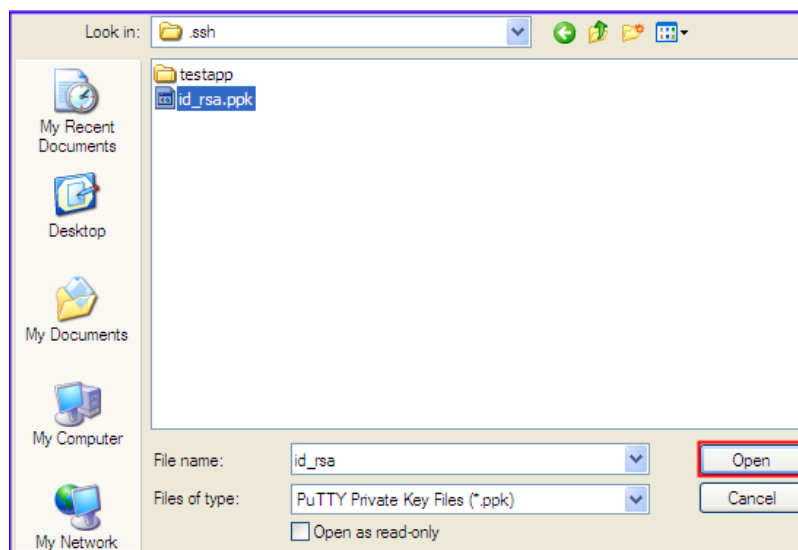 Look in:
.ssh
testapp
id_rsa.ppk
My Recent
Documents
Desktop
My Documents
My Computer
My Network
File name:
id_rsa
Open
Files of type:
PuTTY Private Key Files (*.ppk)
Cancel
Open as read-only